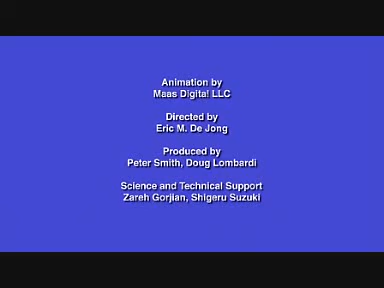 Animation by
Maas Digital LLC
Directed by
Eric M. De Jong
Produced by
Peter Smith, Doug Lombardi
Science and Technical Support
Zareh Gorjian, Shigeru Suzuki